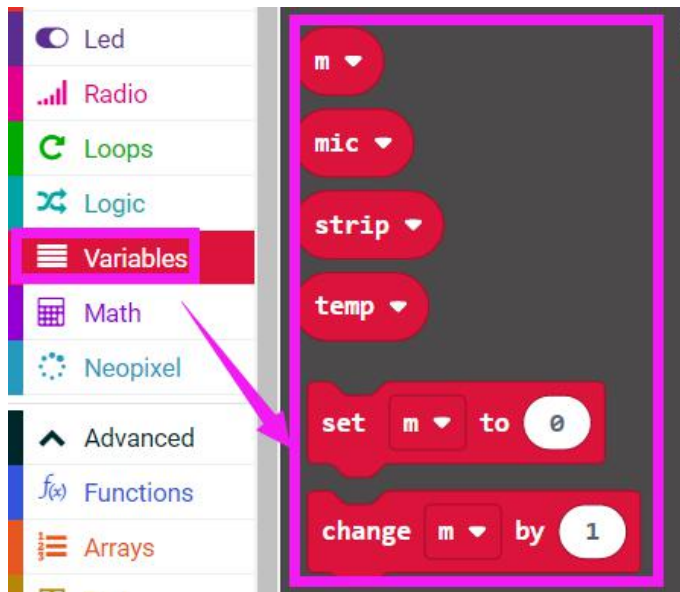 Led
Radio
Loops
Logic
Variables
Math
Neopixel
Advanced
f(x) Functions
Arrays
m
mic
strip
temp
set m to 0
change m by 1